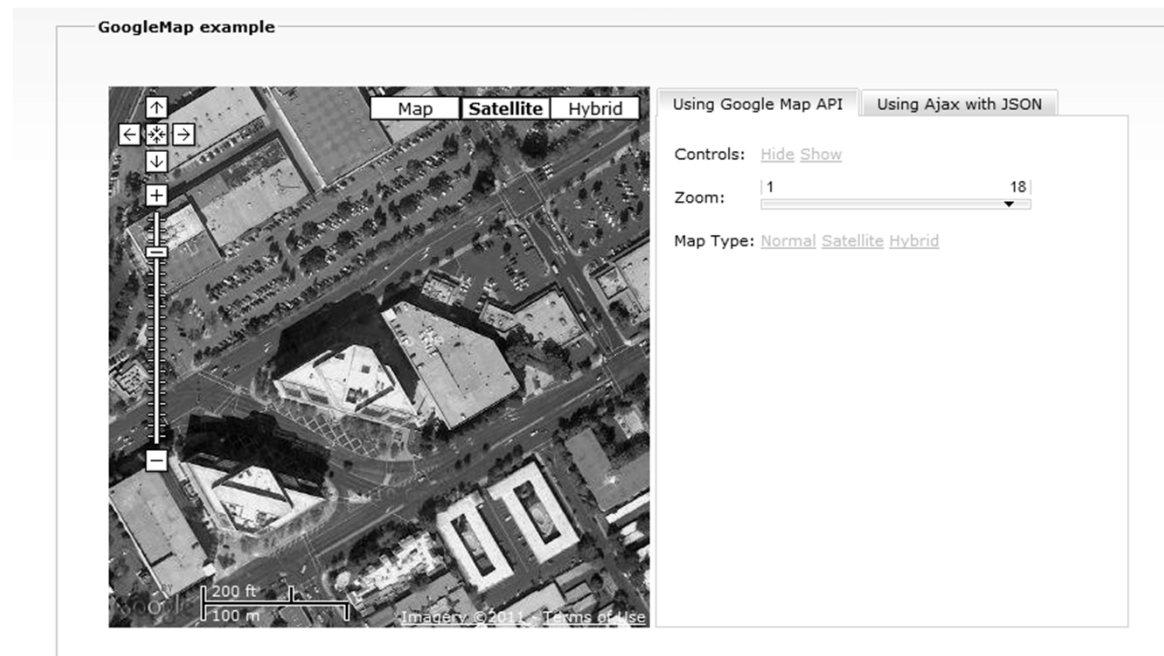 GoogleMap example
Map Satellite Hybrid
Using Google Map API Using Ajax with JSON
Controls: Hide Show
Zoom: 1 18
Map Type: Normal Satellite Hybrid
Google
200 ft
100 m
Imagery ©2011 - Terms of Use